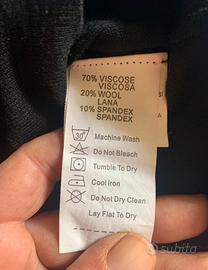 70% VISCOSE
VISCOSA
20% WOOL
LANA
10% SPANDEX
SPANDEX
30
Machine Wash
Do Not Bleach
Tumble To Dry
Cool Iron
Do Not Dry Clean
Lay Flat To Dry
subito